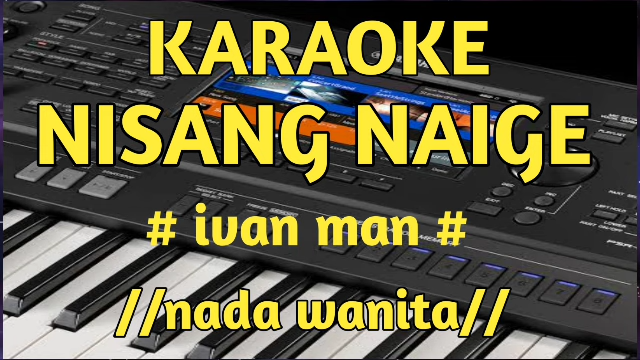 KARAOKE
NISANG NAIGE
# ivan man #
//nada wanita//